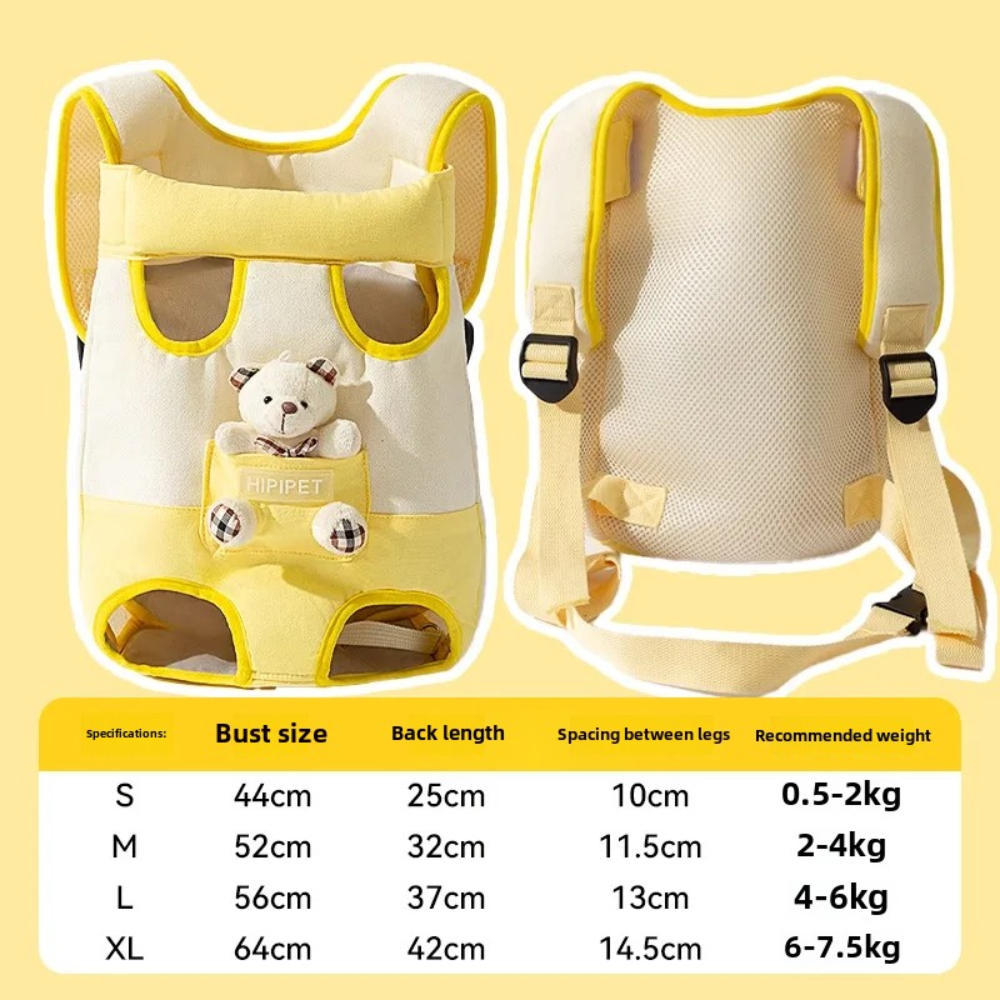 HIPIPET
Specifications: Bust size Back length Spacing between legs Recommended weight
S 44cm 25cm 10cm 0.5-2kg
M 52cm 32cm 11.5cm 2-4kg
L 56cm 37cm 13cm 4-6kg
XL 64cm 42cm 14.5cm 6-7.5kg